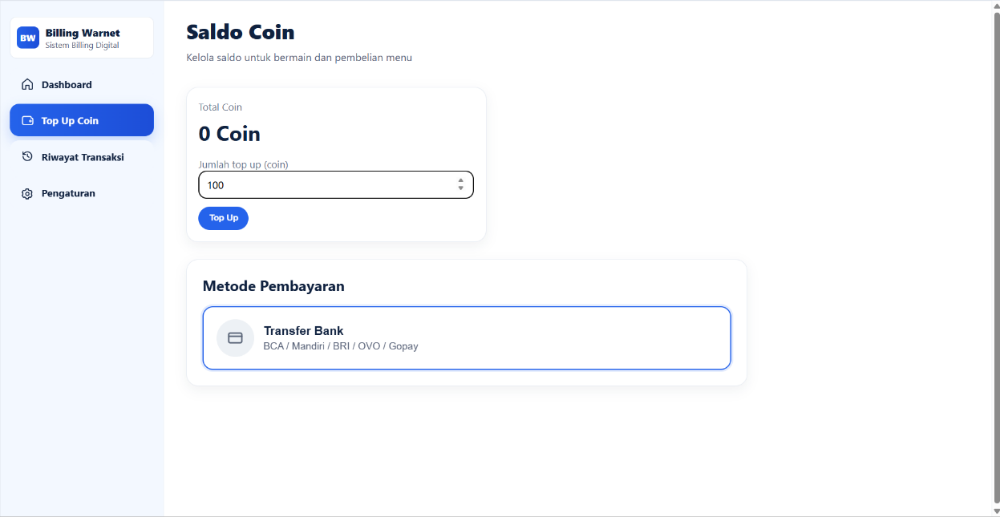 BW
Billing Warnet
Sistem Billing Digital
Dashboard
Top Up Coin
Riwayat Transaksi
Pengaturan
Saldo Coin
Kelola saldo untuk bermain dan pembelian menu
Total Coin
0 Coin
Jumlah top up (coin)
100
Top Up
Metode Pembayaran
Transfer Bank
BCA / Mandiri / BRI / OVO / Gopay